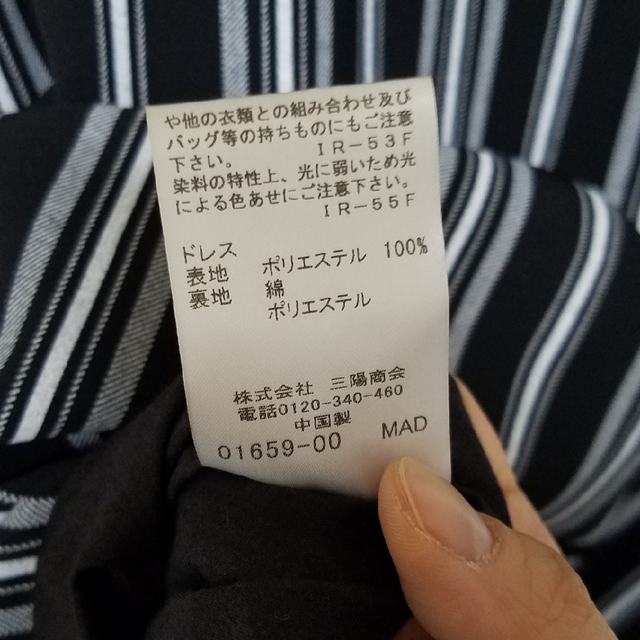 や他の衣類との組み合わせ及び
バッグ等の持ちものにもご注意
下さい。 IR-53F
染料の特性上、光に弱いため光
による色あせにご注意下さい。
IR-55F
ドレス
表地 ポリエステル 100%
裏地 綿
ポリエステル
株式会社 三陽商会
電話0120-340-460
中国製
01659-00 MAD